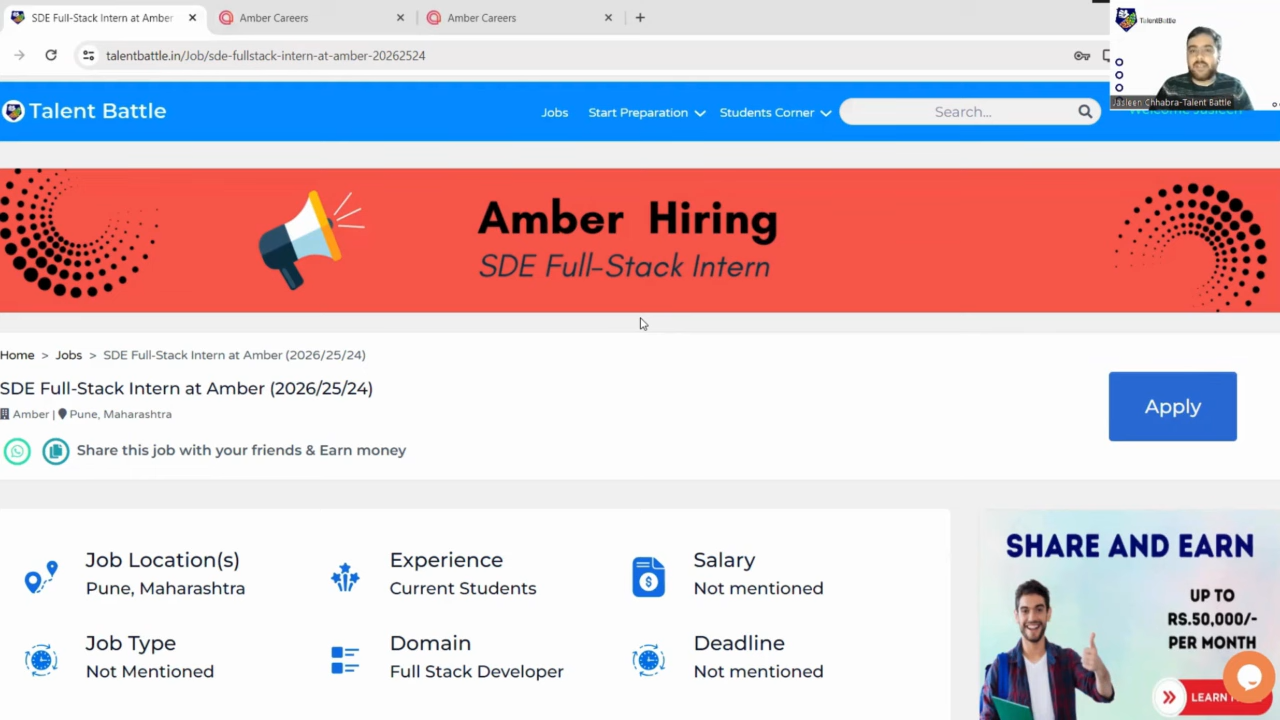 SDE Full-Stack Intern at Amber
Amber Careers
Amber Careers
talentbattle.in/Job/sde-fullstack-intern-at-amber-20262524
TalentBattle
Jasleen Chhabra-Talent Battle
Talent Battle
Jobs
Start Preparation
Students Corner
Search...
Welcome Jasleen
Amber Hiring
SDE Full-Stack Intern
Home > Jobs > SDE Full-Stack Intern at Amber (2026/25/24)
SDE Full-Stack Intern at Amber (2026/25/24)
Amber | Pune, Maharashtra
Apply
Share this job with your friends & Earn money
Job Location(s)
Pune, Maharashtra
Experience
Current Students
Salary
Not mentioned
Job Type
Not Mentioned
Domain
Full Stack Developer
Deadline
Not mentioned
SHARE AND EARN
UP TO
RS.50,000/-
PER MONTH
LEARN